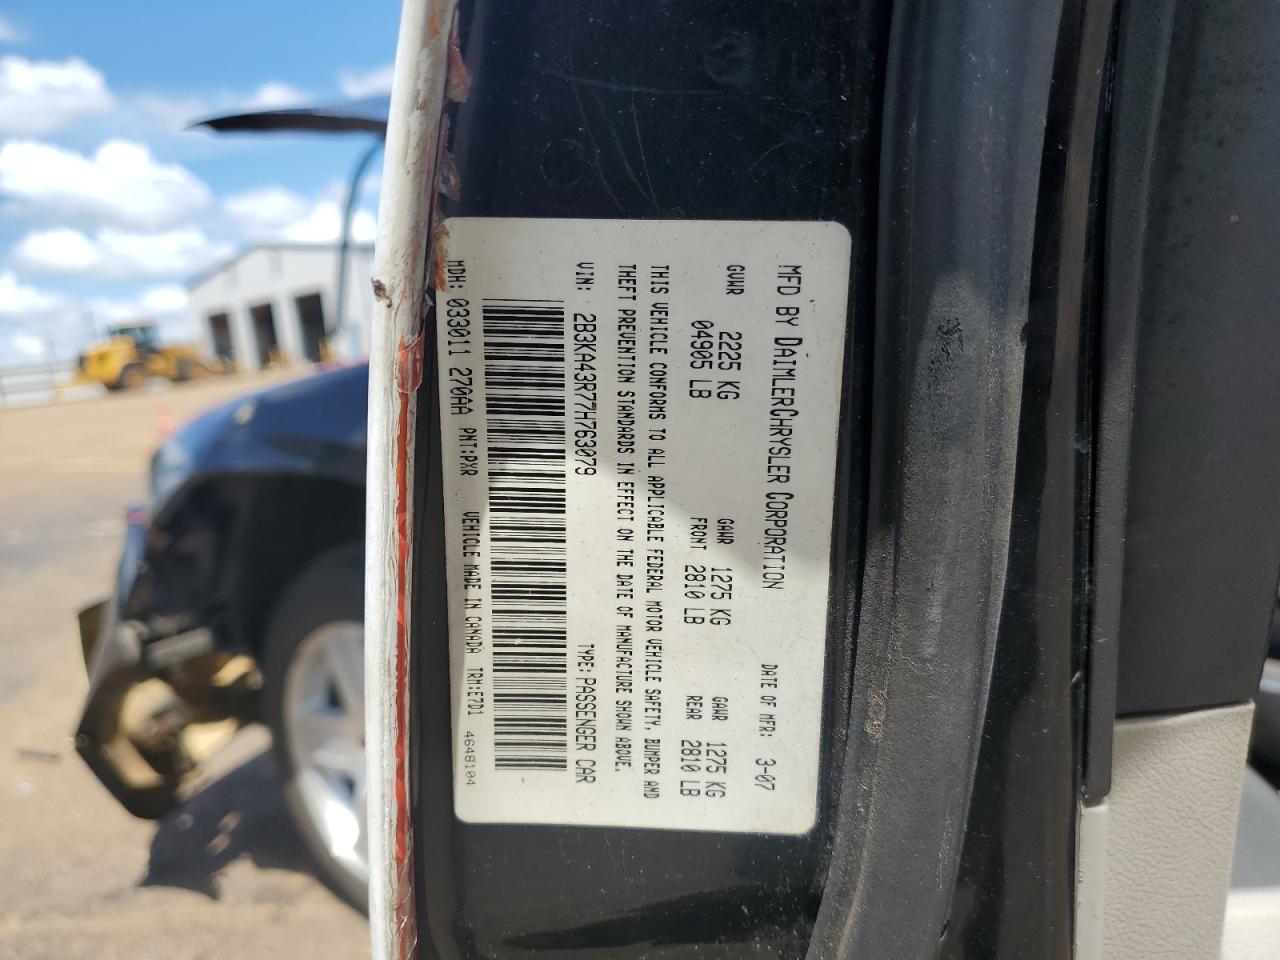 MFD BY DAIMLERCHRYSLER CORPORATION DATE OF MFR: 3-07
GVWR 2225 KG GAWR 1275 KG GAWR 1275 KG
04905 LB FRONT 2810 LB REAR 2810 LB
THIS VEHICLE CONFORMS TO ALL APPLICABLE FEDERAL MOTOR VEHICLE SAFETY, BUMPER AND
THEFT PREVENTION STANDARDS IN EFFECT ON THE DATE OF MANUFACTURE SHOWN ABOVE.
VIN: 2B3KA43R77H763079 TYPE: PASSENGER CAR
MDH: 033011 270AA PNT:PXR VEHICLE MADE IN CANADA TRM:E7D1 4648104